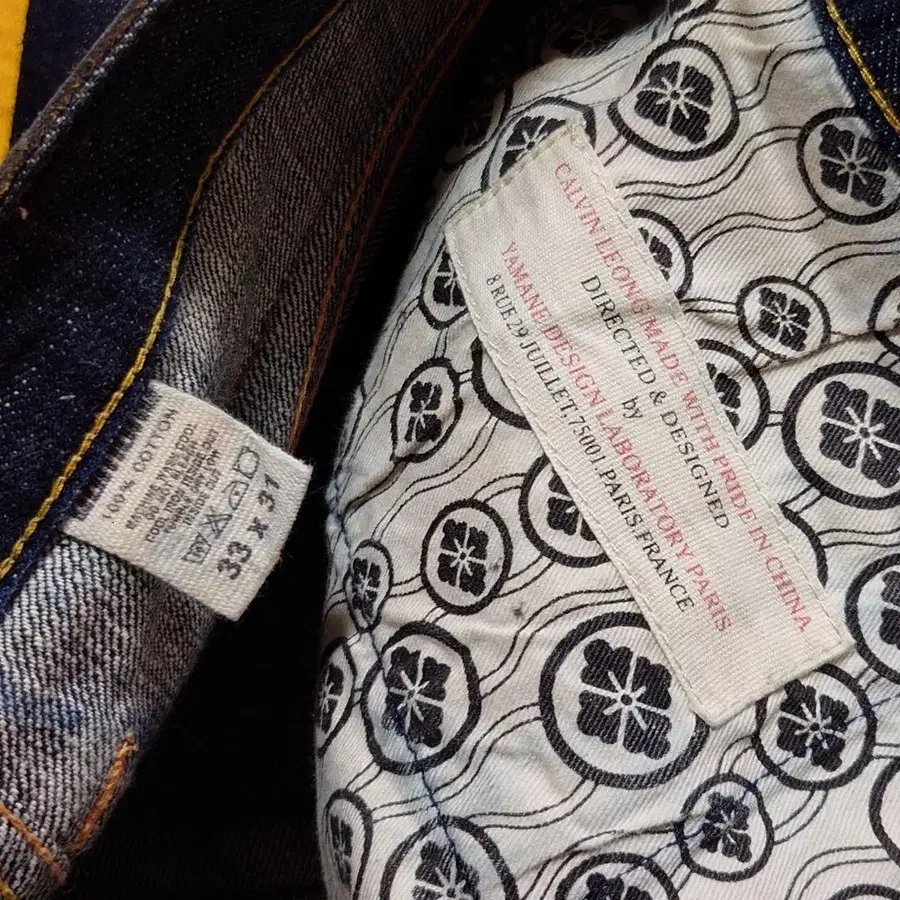 CALVIN LEONG MADE WITH PRIDE IN CHINA
DIRECTED & DESIGNED
by
YAMANE DESIGN LABORATORY PARIS
8 RUE 29 JUILLET 75001. PARIS FRANCE
100% COTTON
33 x 31